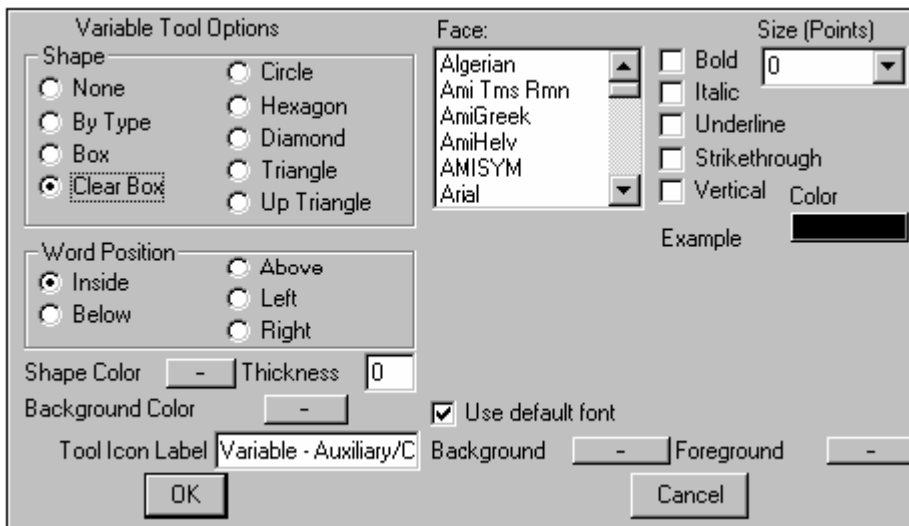 Variable Tool Options
Shape
None
By Type
Box
Clear Box
Circle
Hexagon
Diamond
Triangle
Up Triangle
Word Position
Inside
Below
Above
Left
Right
Shape Color - Thickness 0
Background Color -
Tool Icon Label Variable - Auxiliary/C
OK
Face:
Algerian
Ami Tms Rmn
AmiGreek
AmiHelv
AMISYM
Arial
Bold
Italic
Underline
Strikethrough
Vertical
Size (Points)
0
Color
Example
Use default font
Background - Foreground -
Cancel